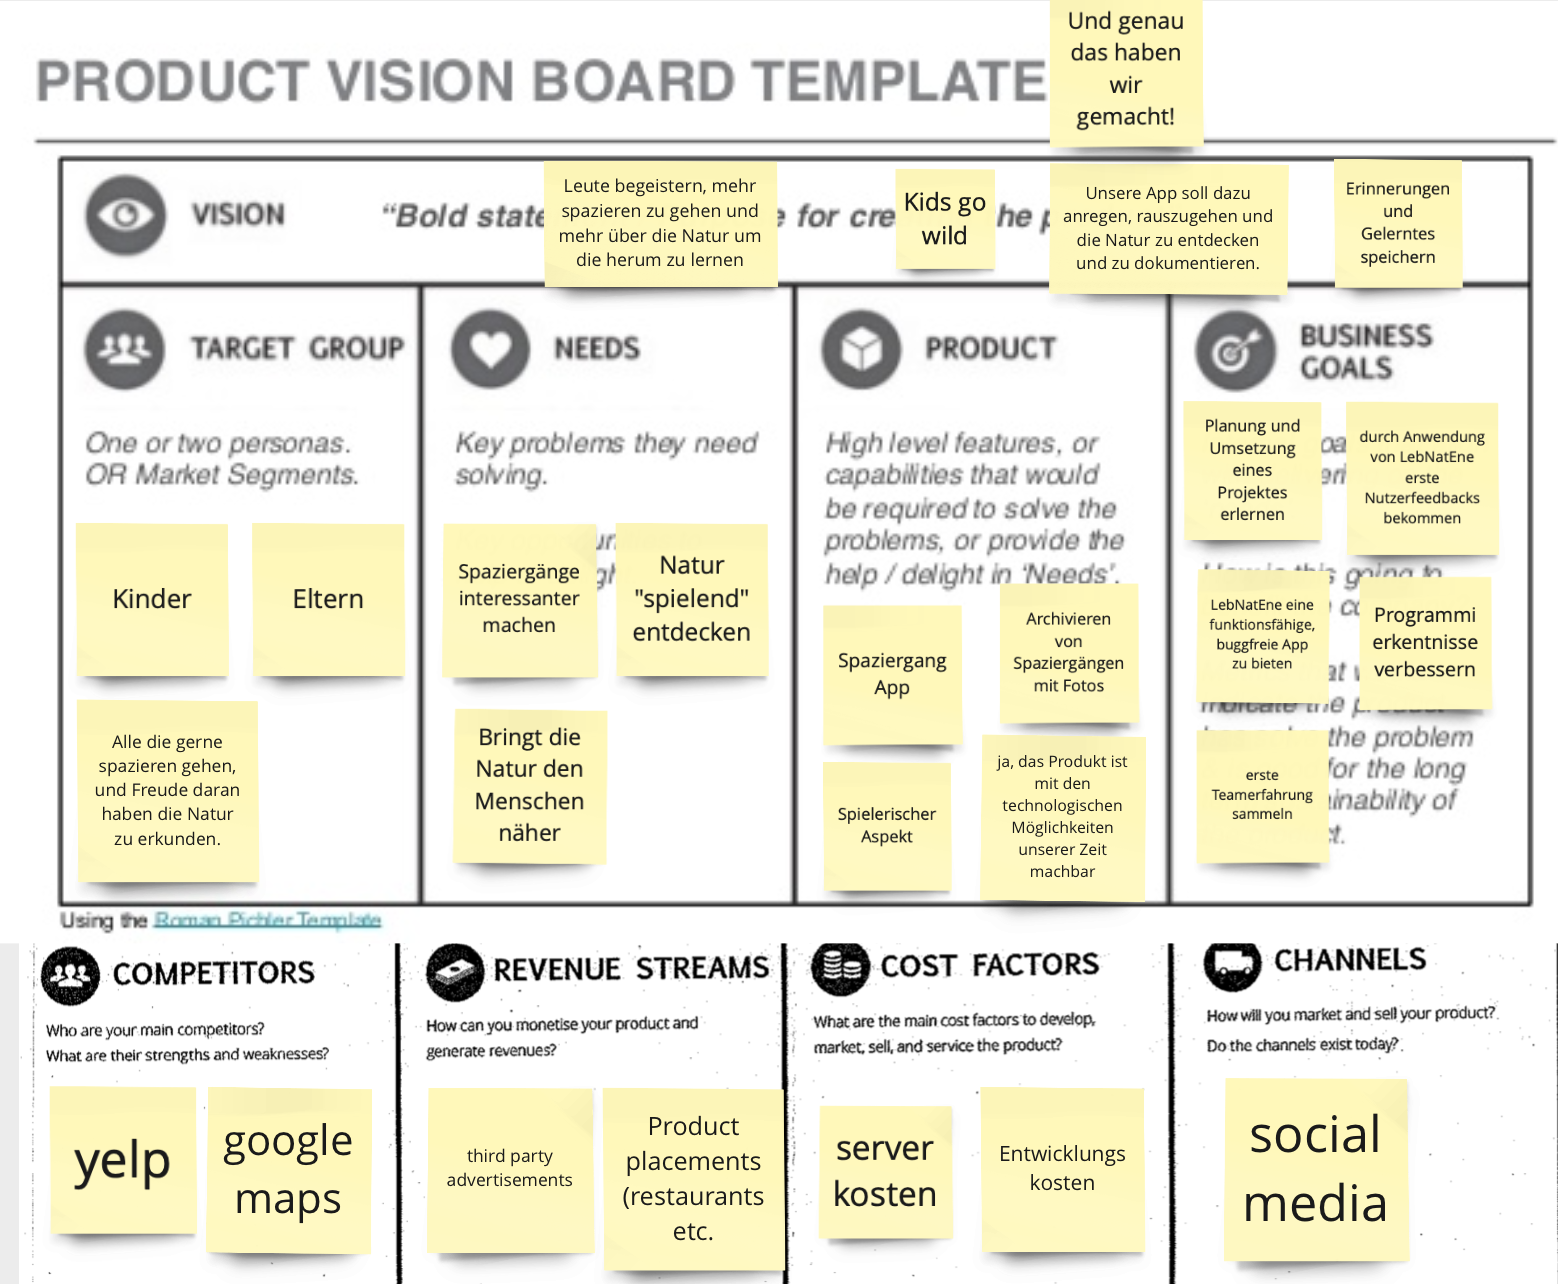 Und genau
das haben
wir
gemacht!
PRODUCT VISION BOARD TEMPLATE
VISION
“Bold state
e for cre
he p
Leute begeistern, mehr
spazieren zu gehen und
mehr über die Natur um
die herum zu lernen
Kids go
wild
Unsere App soll dazu
anregen, rauszugehen und
die Natur zu entdecken
und zu dokumentieren.
Erinnerungen
und
Gelerntes
speichern
TARGET GROUP
One or two personas.
OR Market Segments.
Kinder
Eltern
Alle die gerne
spazieren gehen,
und Freude daran
haben die Natur
zu erkunden.
NEEDS
Key problems they need
solving.
Spaziergänge
interessanter
machen
Natur
"spielend"
entdecken
Bringt die
Natur den
Menschen
näher
PRODUCT
High level features, or
capabilities that would
be required to solve the
problems, or provide the
help / delight in ‘Needs’.
Spaziergang
App
Archivieren
von
Spaziergängen
mit Fotos
Spielerischer
Aspekt
ja, das Produkt ist
mit den
technologischen
Möglichkeiten
unserer Zeit
machbar
BUSINESS
GOALS
Planung und
Umsetzung
eines
Projektes
erlernen
durch Anwendung
von LebNatEne
erste
Nutzerfeedbacks
bekommen
How is this going to
LebNatEne eine
funktionsfähige,
buggfreie App
zu bieten
Programmi
erkentnisse
verbessern
indicate the product
the problem
for the long
inability of
t.
erste
Teamerfahrung
sammeln
Using the Roman Pichler Template
COMPETITORS
Who are your main competitors?
What are their strengths and weaknesses?
yelp
google
maps
REVENUE STREAMS
How can you monetise your product and
generate revenues?
third party
advertisements
Product
placements
(restaurants
etc.
COST FACTORS
What are the main cost factors to develop,
market, sell, and service the product?
server
kosten
Entwicklungs
kosten
CHANNELS
How will you market and sell your product?
Do the channels exist today?
social
media